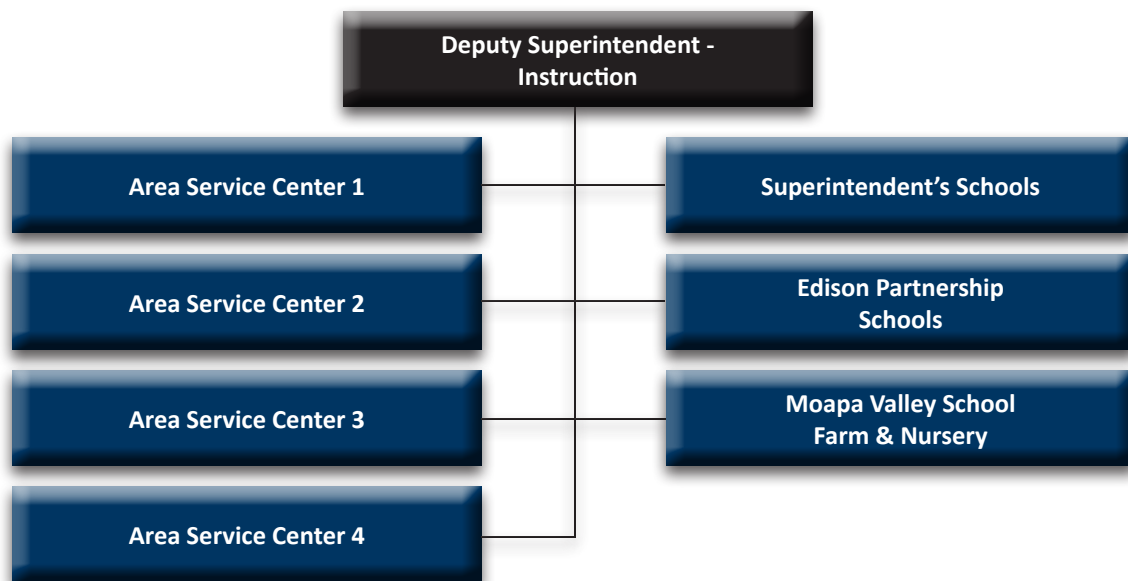 Deputy Superintendent -
Instruction
Area Service Center 1
Superintendent’s Schools
Area Service Center 2
Edison Partnership
Schools
Area Service Center 3
Moapa Valley School
Farm & Nursery
Area Service Center 4